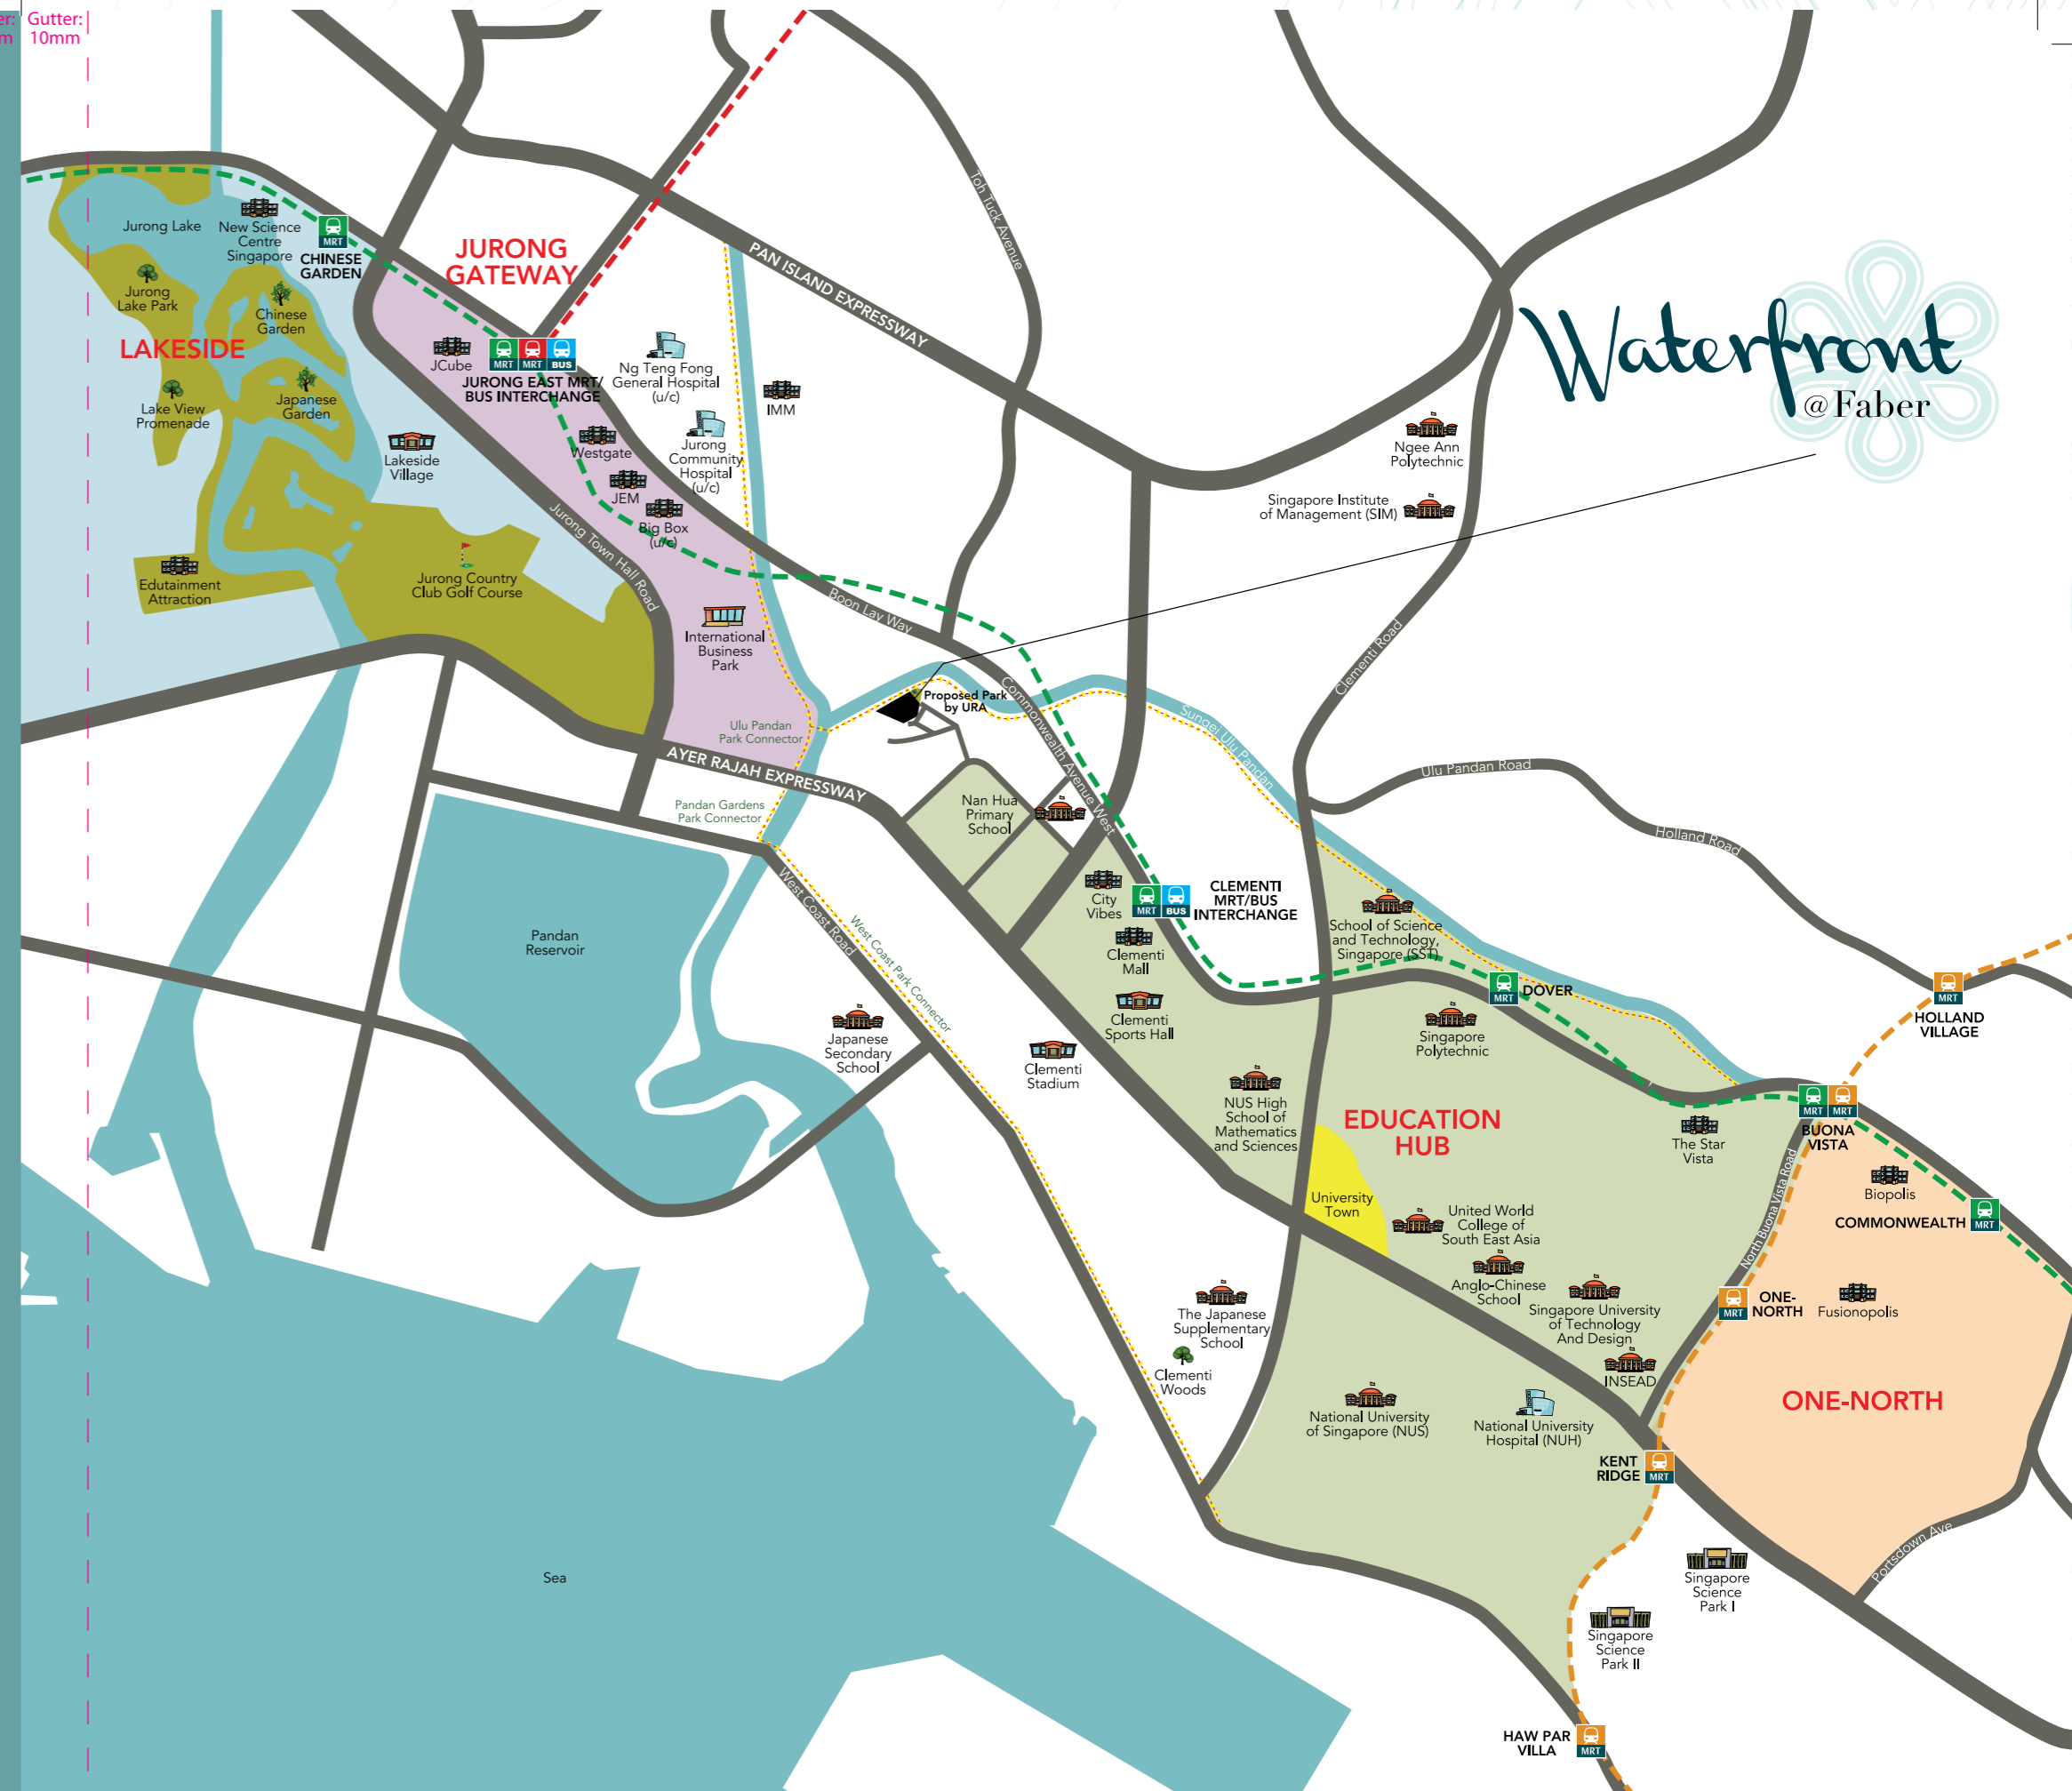 er:
m
Gutter:
10mm
Jurong Lake
New Science
Centre
Singapore
MRT
CHINESE
GARDEN
JURONG
GATEWAY
Jurong
Lake Park
Chinese
Garden
LAKESIDE
Lake View
Promenade
Japanese
Garden
Lakeside
Village
Edutainment
Attraction
Jurong Country
Club Golf Course
JCube
MRT
MRT
BUS
JURONG EAST MRT/
BUS INTERCHANGE
Ng Teng Fong
General Hospital
(u/c)
IMM
Jurong
Community
Hospital
(u/c)
Westgate
JEM
Big Box
(u/c)
Jurong Town Hall Road
International
Business
Park
PAN ISLAND EXPRESSWAY
Toh Tuck Avenue
Boon Lay Way
Waterfront
@Faber
Ngee Ann
Polytechnic
Singapore Institute
of Management (SIM)
Clementi Road
Proposed Park
by URA
Commonwealth Avenue West
Sungei Ulu Pandan
Ulu Pandan
Park Connector
AYER RAJAH EXPRESSWAY
Pandan Gardens
Park Connector
Ulu Pandan Road
Holland Road
Nan Hua
Primary
School
West Coast Road
West Coast Park Connector
Pandan
Reservoir
City
Vibes
MRT
BUS
CLEMENTI
MRT/BUS
INTERCHANGE
Clementi
Mall
Clementi
Sports Hall
School of Science
and Technology,
Singapore (SST)
MRT
DOVER
Singapore
Polytechnic
MRT
HOLLAND
VILLAGE
Japanese
Secondary
School
Clementi
Stadium
NUS High
School of
Mathematics
and Sciences
EDUCATION
HUB
The Star
Vista
MRT
MRT
BUONA
VISTA
North Buona Vista Road
Biopolis
COMMONWEALTH
MRT
University
Town
United World
College of
South East Asia
Anglo-Chinese
School
Singapore University
of Technology
And Design
INSEAD
MRT
ONE-
NORTH
Fusionopolis
The Japanese
Supplementary
School
Clementi
Woods
National University
of Singapore (NUS)
National University
Hospital (NUH)
ONE-NORTH
KENT
RIDGE
MRT
Portsdown Ave
Singapore
Science
Park I
Singapore
Science
Park II
Sea
HAW PAR
VILLA
MRT